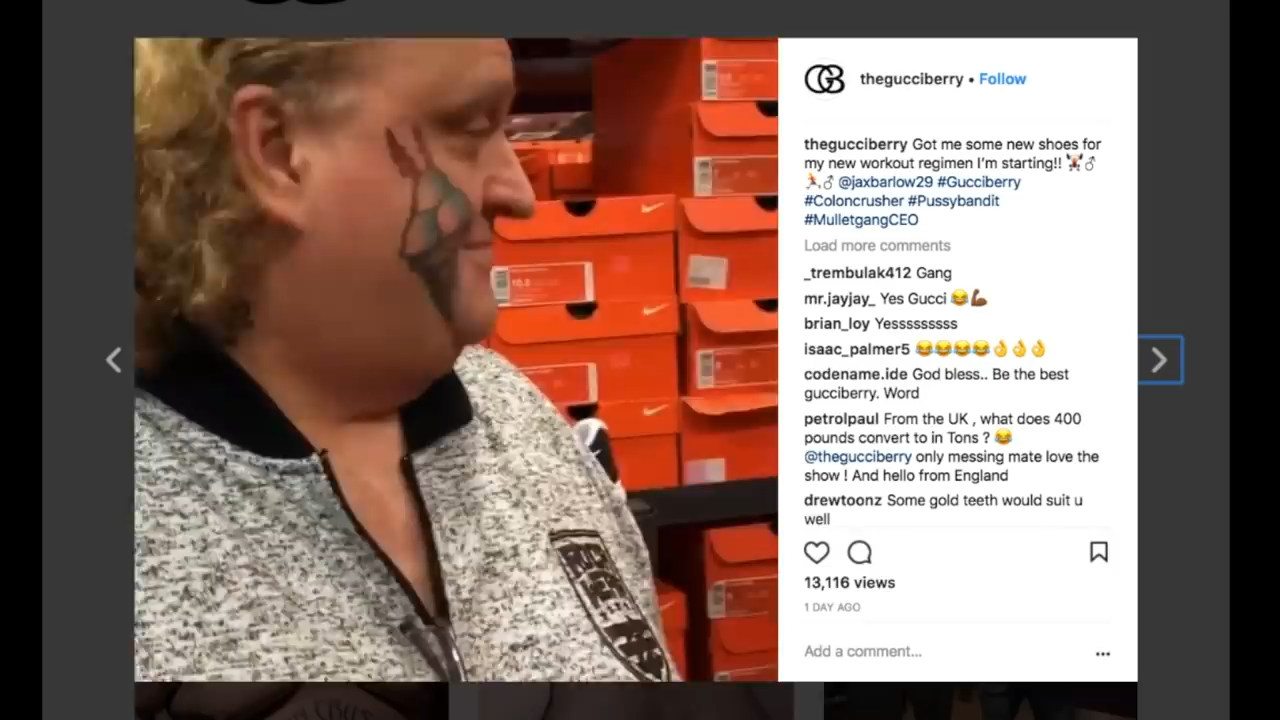 GB
thegucciberry • Follow
thegucciberry Got me some new shoes for
my new workout regimen I'm starting!! 🏋🏻‍♂
🏃🏻‍♂ @jaxbarlow29 #Gucciberry
#Coloncrusher #Pussybandit
#MulletgangCEO
Load more comments
_trembulak412 Gang
mr.jayjay_ Yes Gucci 😂💪🏾
brian_loy Yesssssssss
isaac_palmer5 😂😂😂😂👌👌👌
codename.ide God bless.. Be the best
gucciberry. Word
petrolpaul From the UK , what does 400
pounds convert to in Tons ? 😂
@thegucciberry only messing mate love the
show ! And hello from England
drewtoonz Some gold teeth would suit u
well
13,116 views
1 DAY AGO
Add a comment...
ROCK